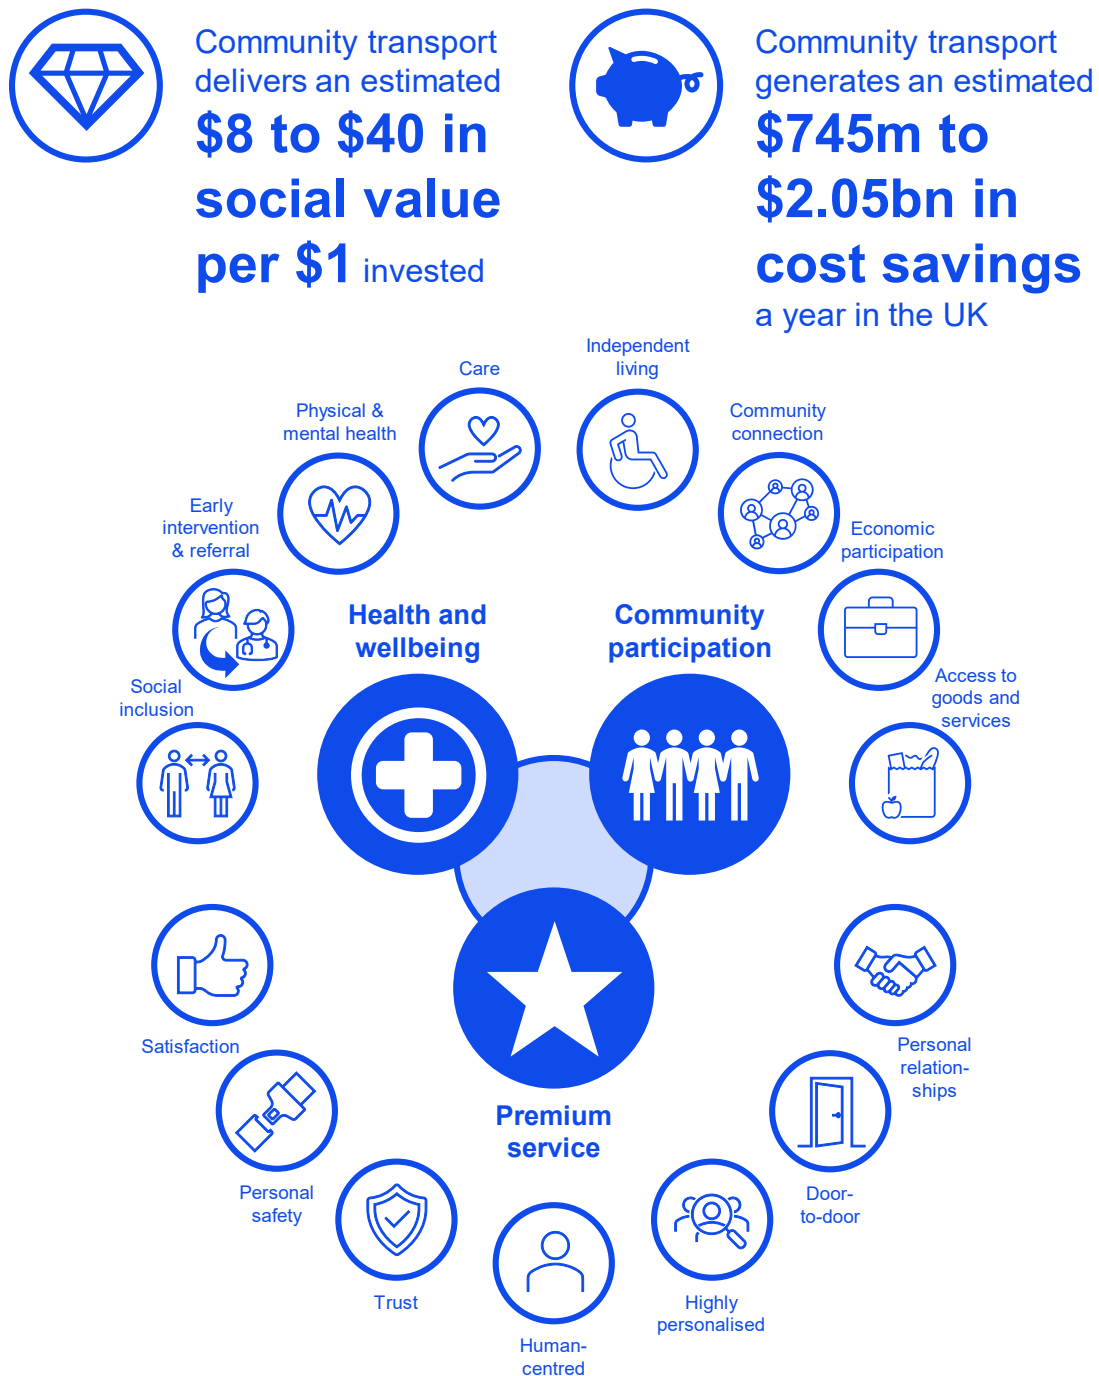 Community transport
delivers an estimated
$8 to $40 in
social value
per $1 invested
Community transport
generates an estimated
$745m to
$2.05bn in
cost savings
a year in the UK
Care
Independent
living
Physical &
mental health
Community
connection
Early
intervention
& referral
Economic
participation
Health and
wellbeing
Community
participation
Social
inclusion
Access to
goods and
services
Satisfaction
Personal
relation-
ships
Premium
service
Personal
safety
Door-
to-door
Trust
Highly
personalised
Human-
centred